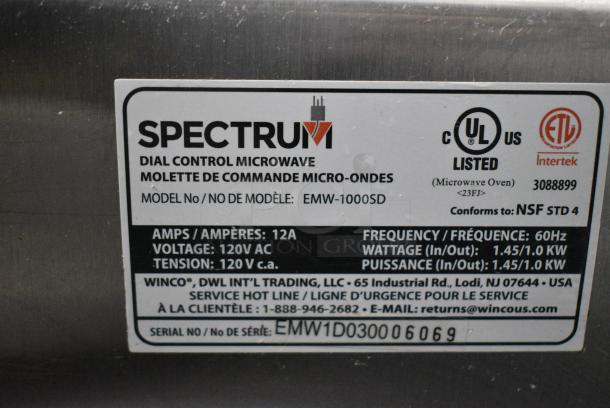 SPECTRUM
DIAL CONTROL MICROWAVE
MOLETTE DE COMMANDE MICRO-ONDES
MODEL No / NO DE MODÈLE: EMW-1000SD
C UL US
LISTED
(Microwave Oven)
<23FJ>
ETL
Intertek
3088899
Conforms to: NSF STD 4
AMPS / AMPÈRES: 12A
VOLTAGE: 120V AC
TENSION: 120 V c.a.
FREQUENCY / FRÉQUENCE: 60Hz
WATTAGE (In/Out): 1.45/1.0 KW
PUISSANCE (In/Out): 1.45/1.0 KW
WINCO®, DWL INT'L TRADING, LLC • 65 Industrial Rd., Lodi, NJ 07644 • USA
SERVICE HOT LINE / LIGNE D'URGENCE POUR LE SERVICE
À LA CLIENTÈLE : 1-888-946-2682 • E-MAIL: returns@wincous.com
SERIAL NO / No DE SÉRIE: EMW1D030006069